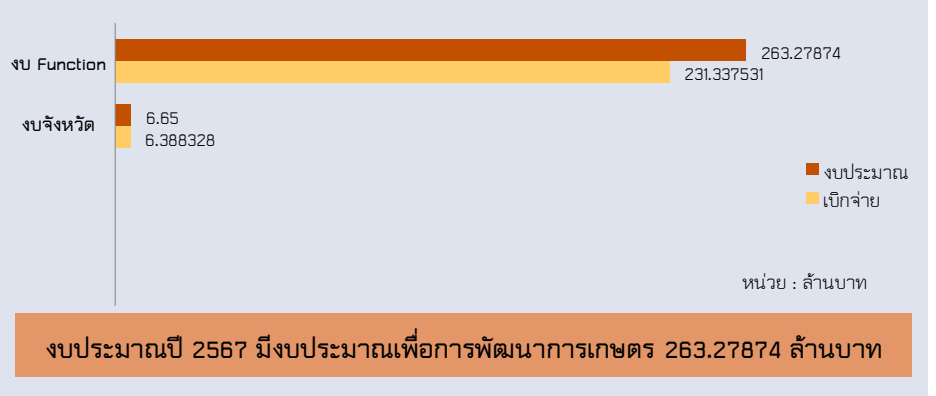 งบ Function
263.27874
231.337531
งบจังหวัด
6.65
6.388328
งบประมาณ
เบิกจ่าย
หน่วย : ล้านบาท
งบประมาณปี 2567 มีงบประมาณเพื่อการพัฒนาการเกษตร 263.27874 ล้านบาท